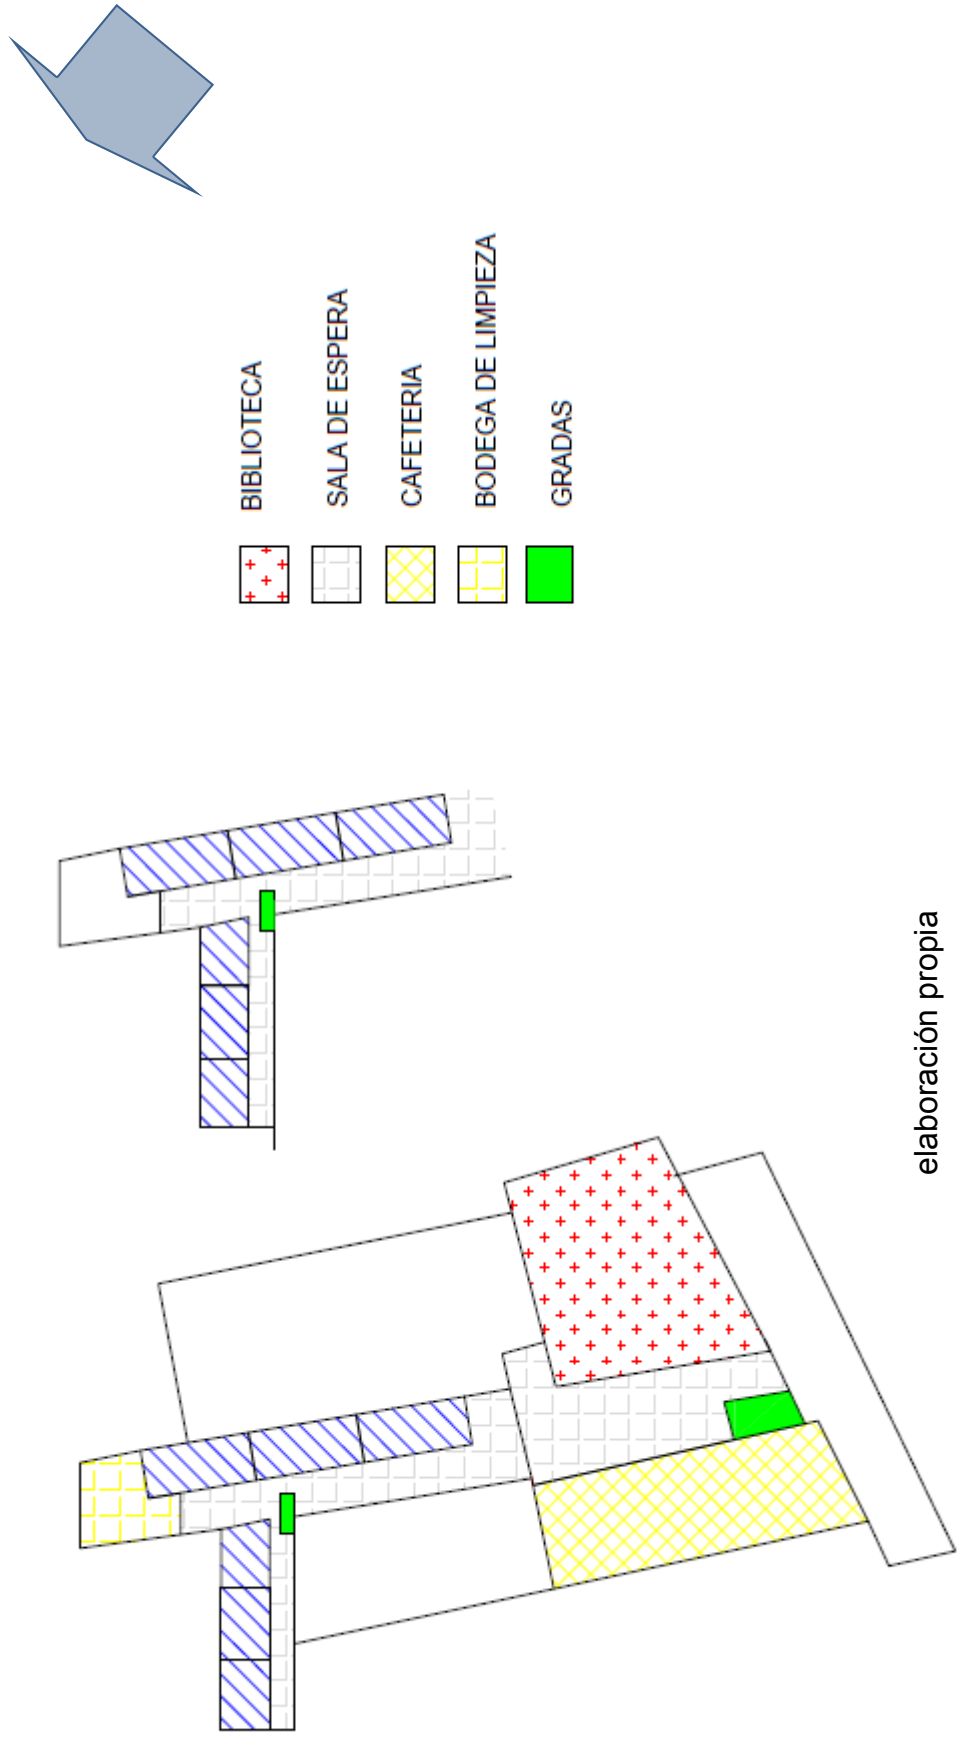 BIBLIOTECA
SALA DE ESPERA
CAFETERIA
BODEGA DE LIMPIEZA
GRADAS
elaboración propia